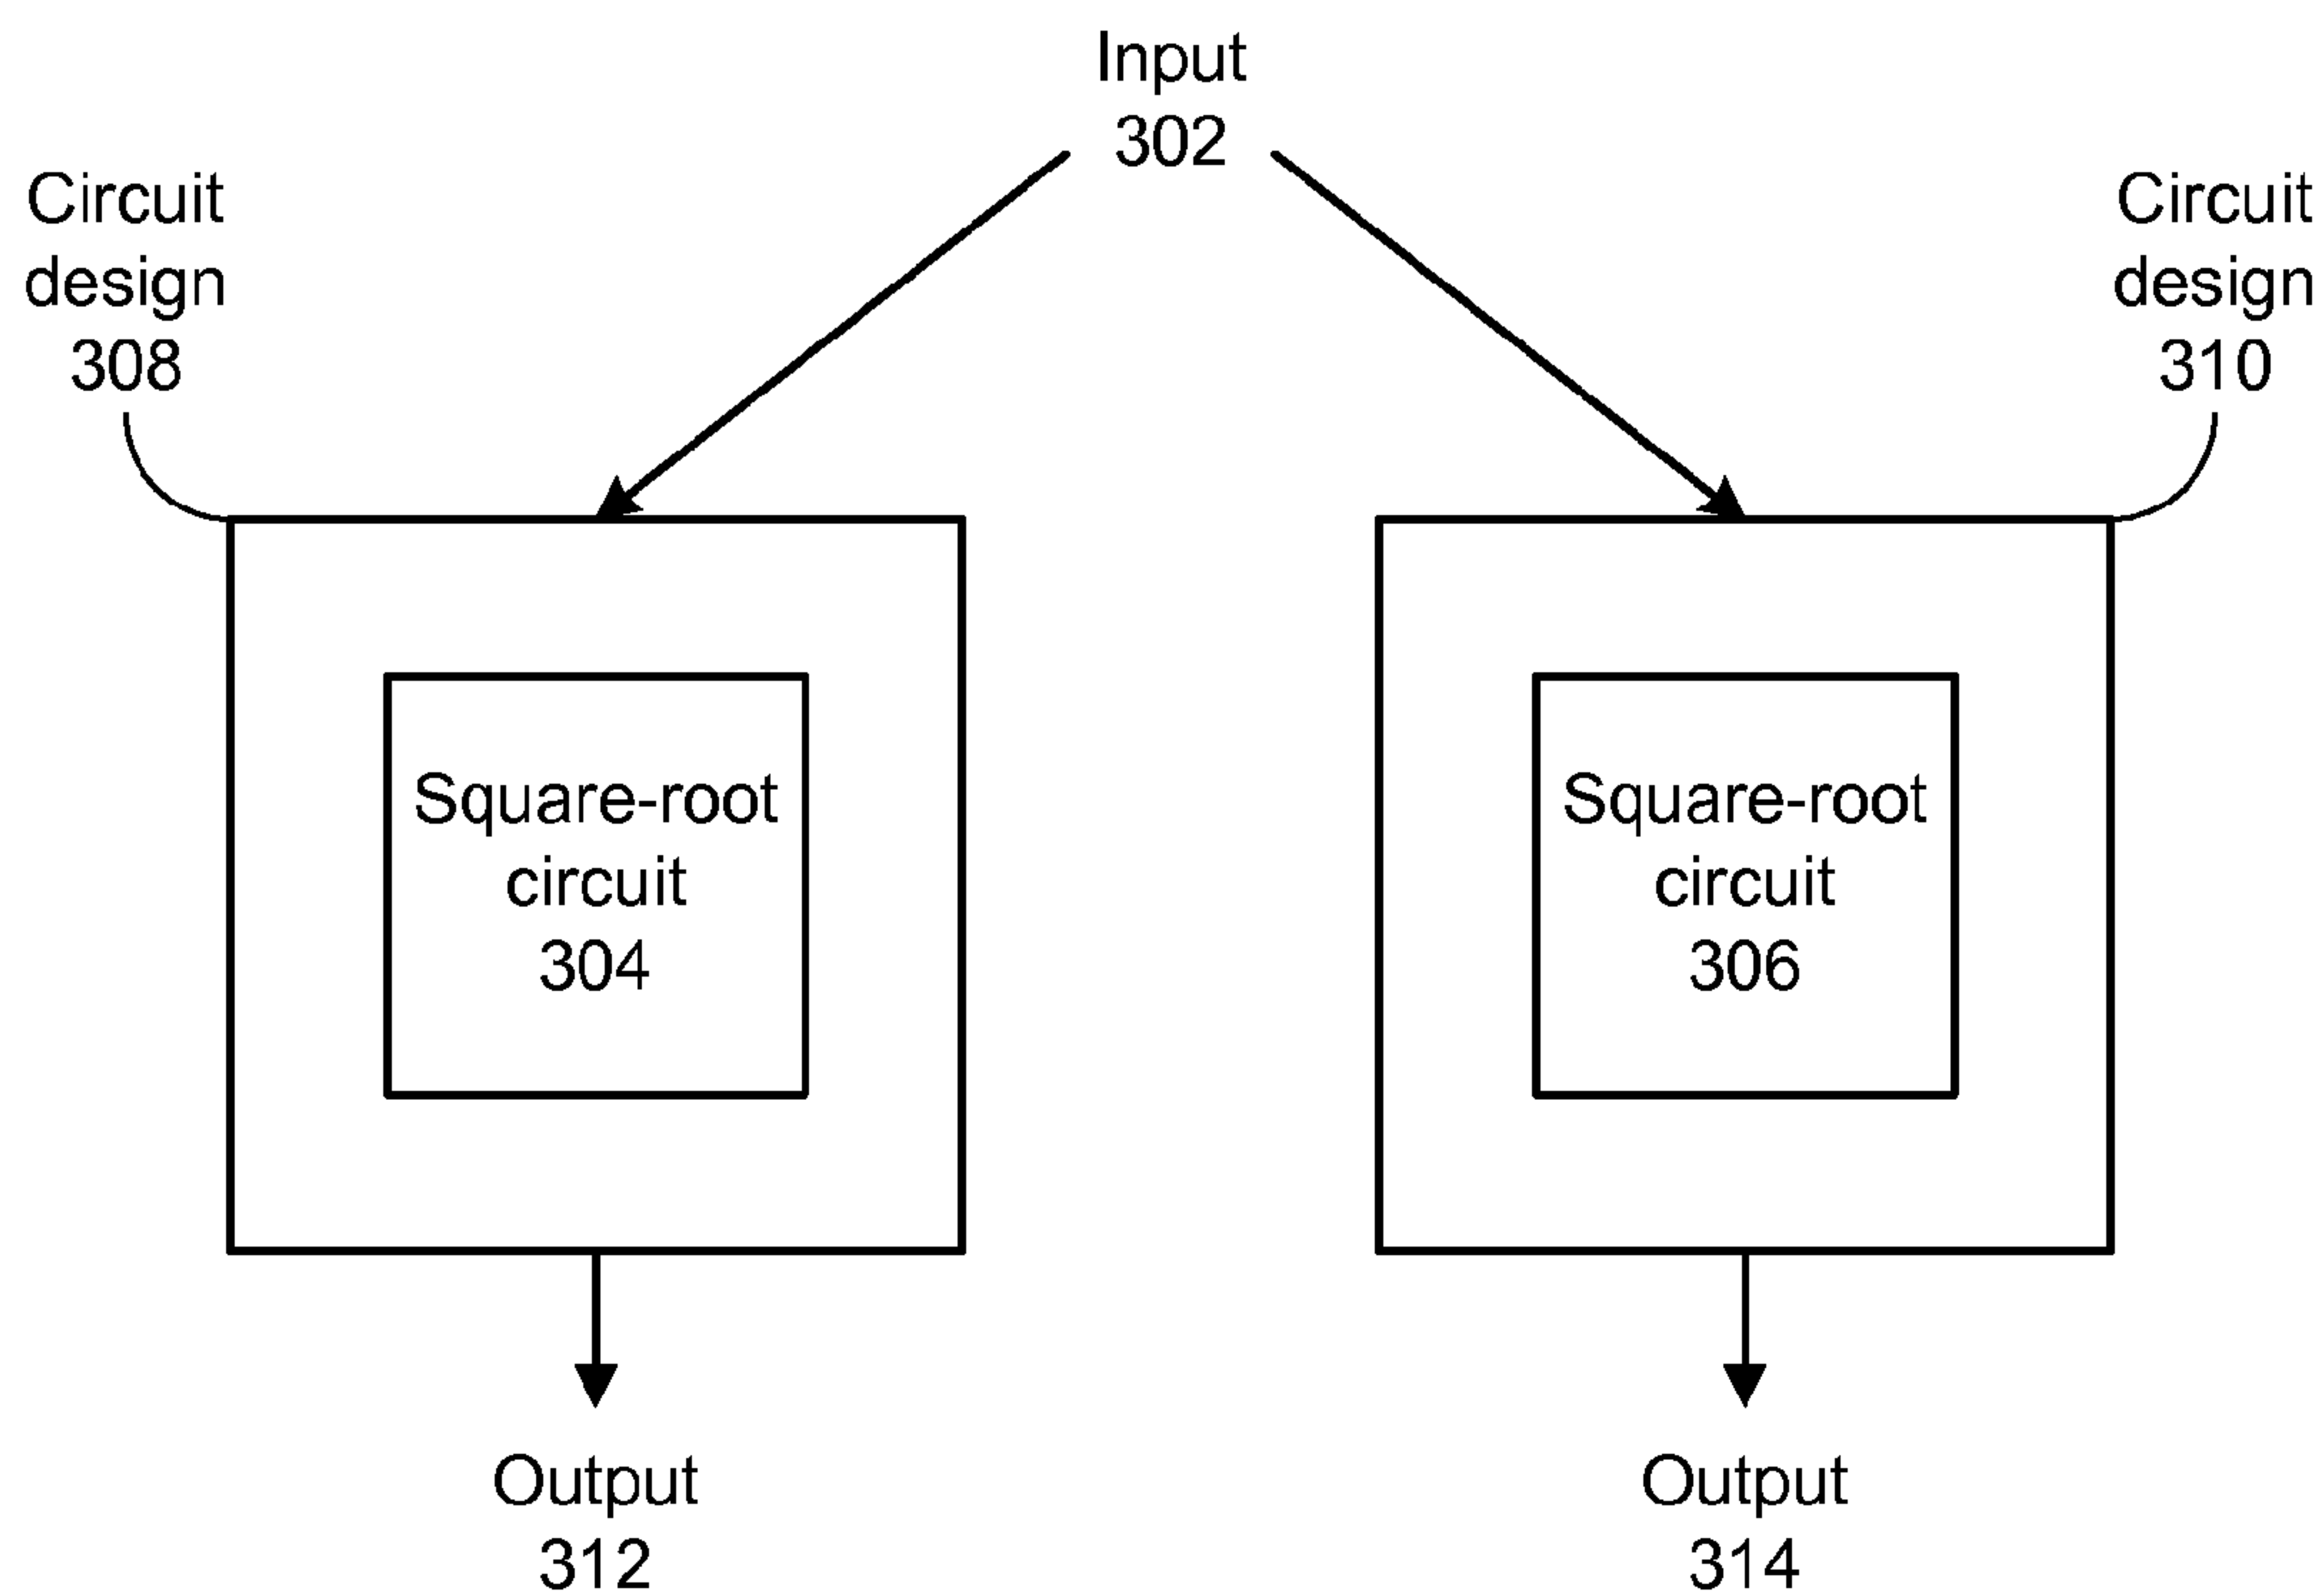 Input
302
Circuit
design
308
Circuit
design
310
Square-root
circuit
304
Square-root
circuit
306
Output
312
Output
314